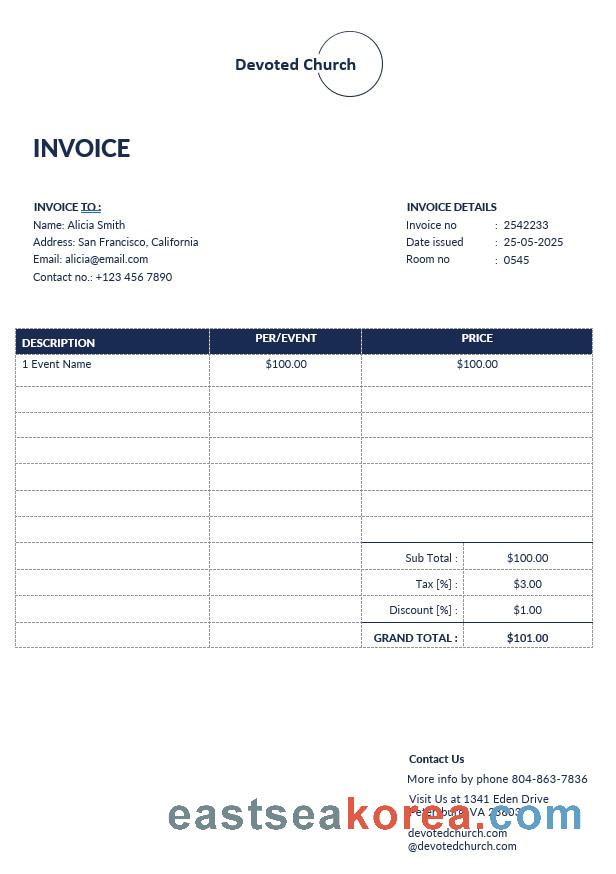 Devoted Church
INVOICE
INVOICE TO :
Name: Alicia Smith
Address: San Francisco, California
Email: alicia@email.com
Contact no.: +123 456 7890
INVOICE DETAILS
Invoice no : 2542233
Date issued : 25-05-2025
Room no : 0545
DESCRIPTION PER/EVENT PRICE
1 Event Name $100.00 $100.00
Sub Total : $100.00
Tax [%] : $3.00
Discount [%] : $1.00
GRAND TOTAL : $101.00
Contact Us
More info by phone 804-863-7836
Visit Us at 1341 Eden Drive
VA
devotedchurch.com
@devotedchurch.com
eastseakorea.com